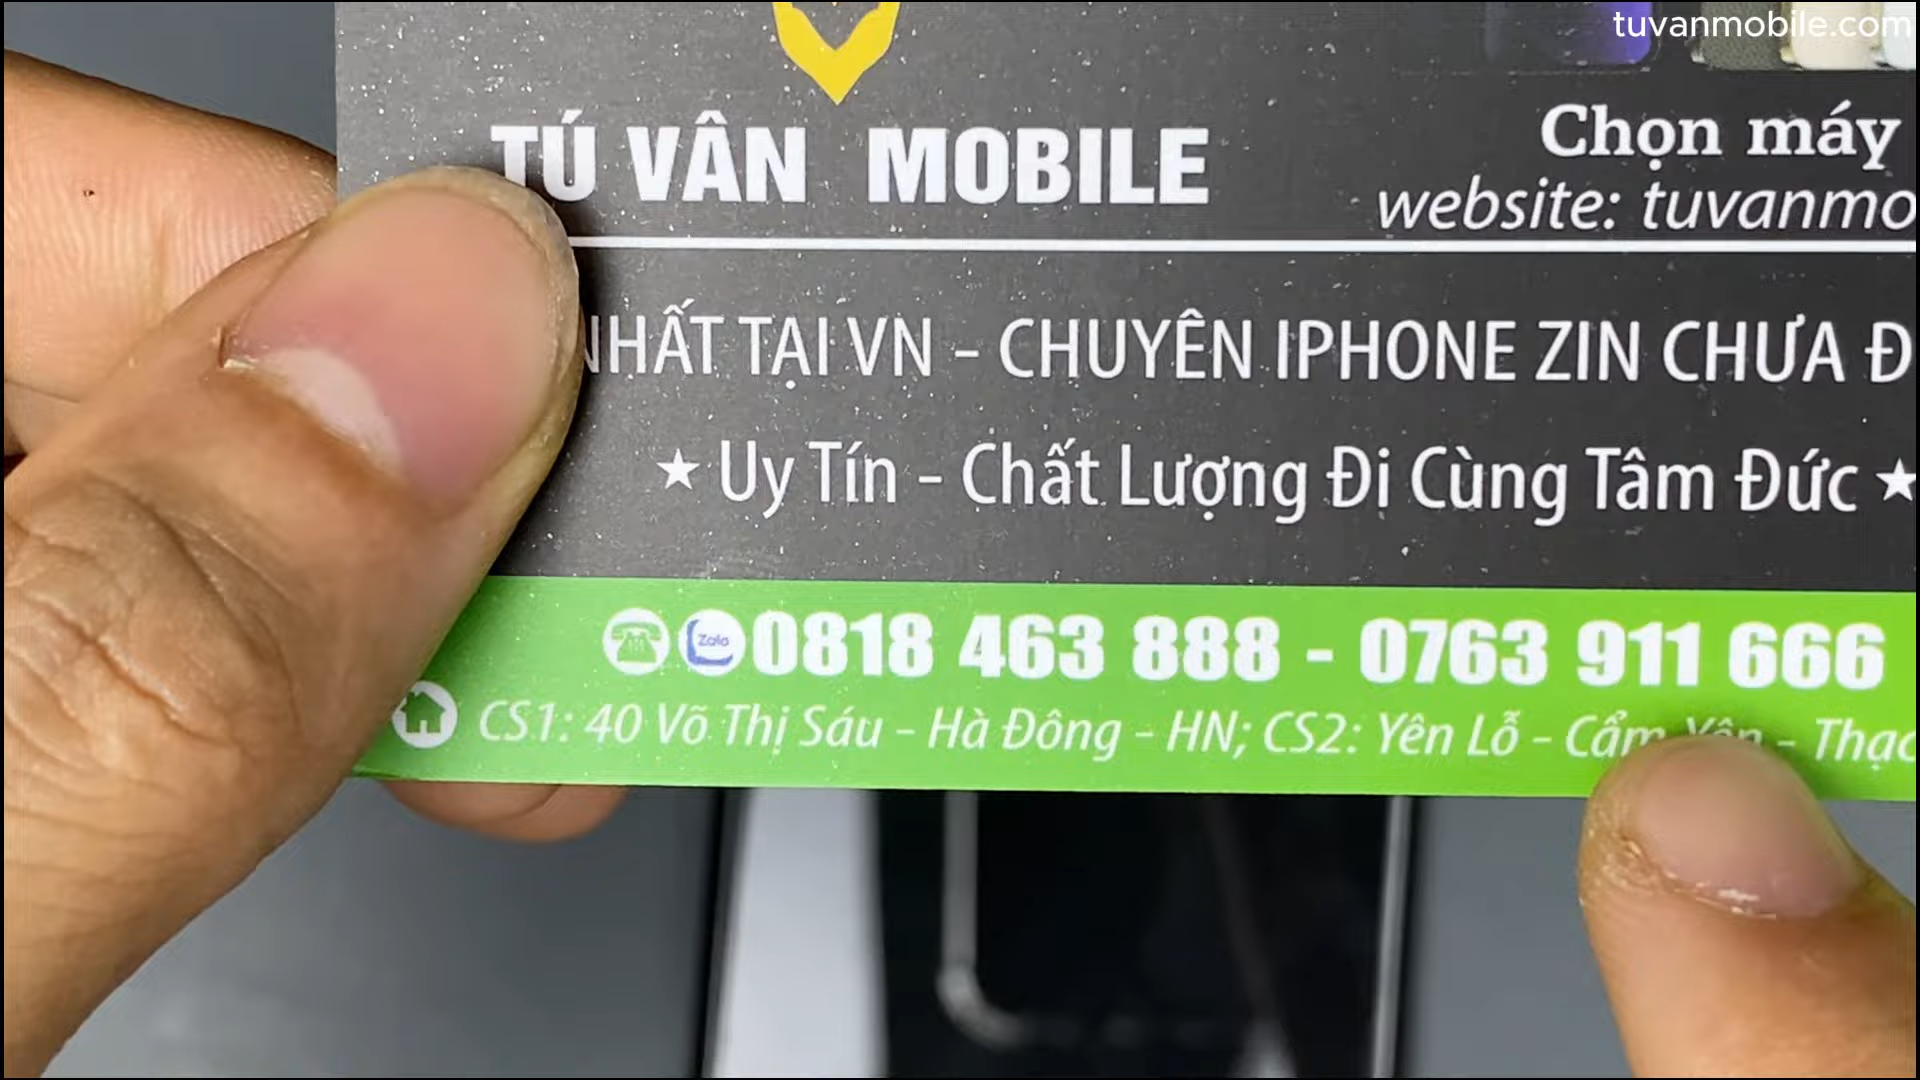 tuvanmobile.com
TÚ VÂN MOBILE
Chọn máy
website: tuvanmo
NHẤT TẠI VN - CHUYÊN IPHONE ZIN CHƯA Đ
★ Uy Tín - Chất Lượng Đi Cùng Tâm Đức ★
Zalo 0818 463 888 - 0763 911 666
CS1: 40 Võ Thị Sáu - Hà Đông - HN; CS2: Yên Lỗ - Cẩm Yên - Thạc